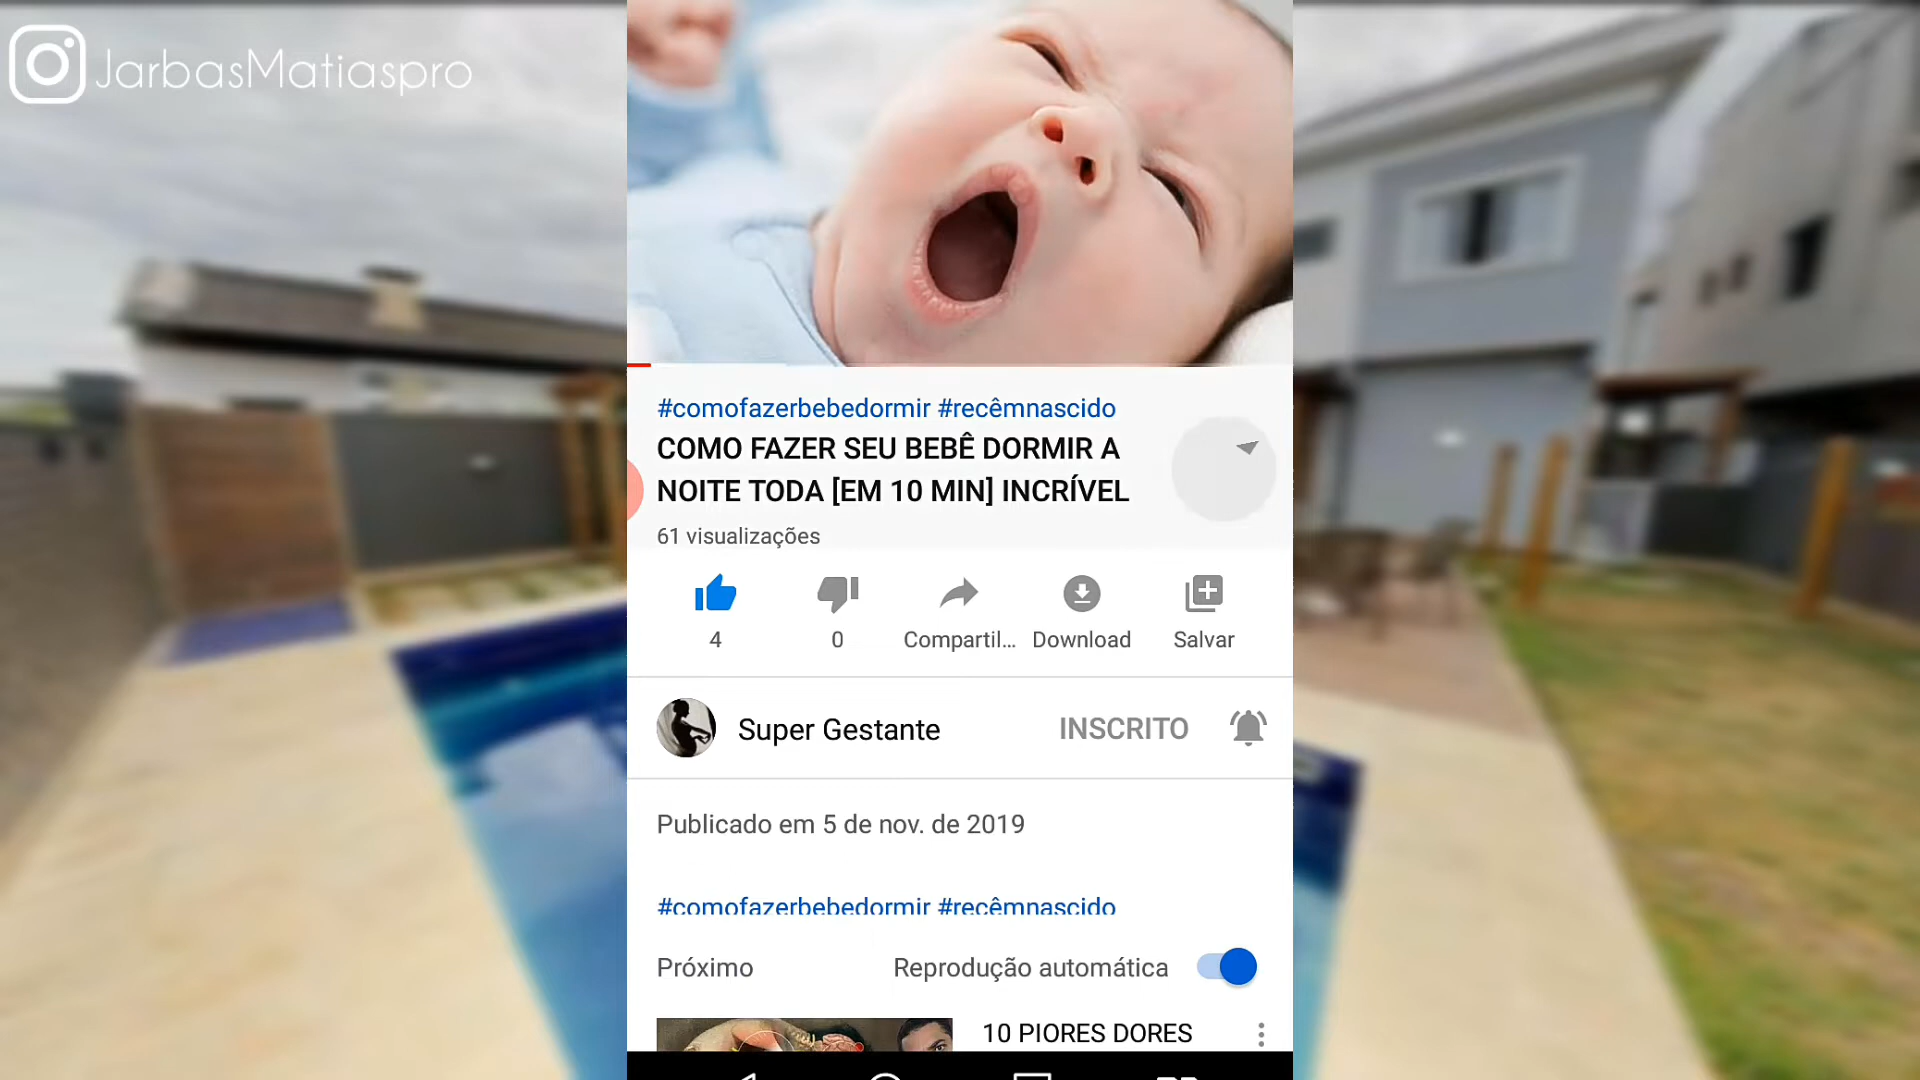 JarbasMatiaspro
#comofazerbebedormir #recêmnascido
COMO FAZER SEU BEBÊ DORMIR A
NOITE TODA [EM 10 MIN] INCRÍVEL
61 visualizações
4
0
Compartil...
Download
Salvar
Super Gestante
INSCRITO
Publicado em 5 de nov. de 2019
#comofazerbebedormir #recêmnascido
Próximo
Reprodução automática
10 PIORES DORES